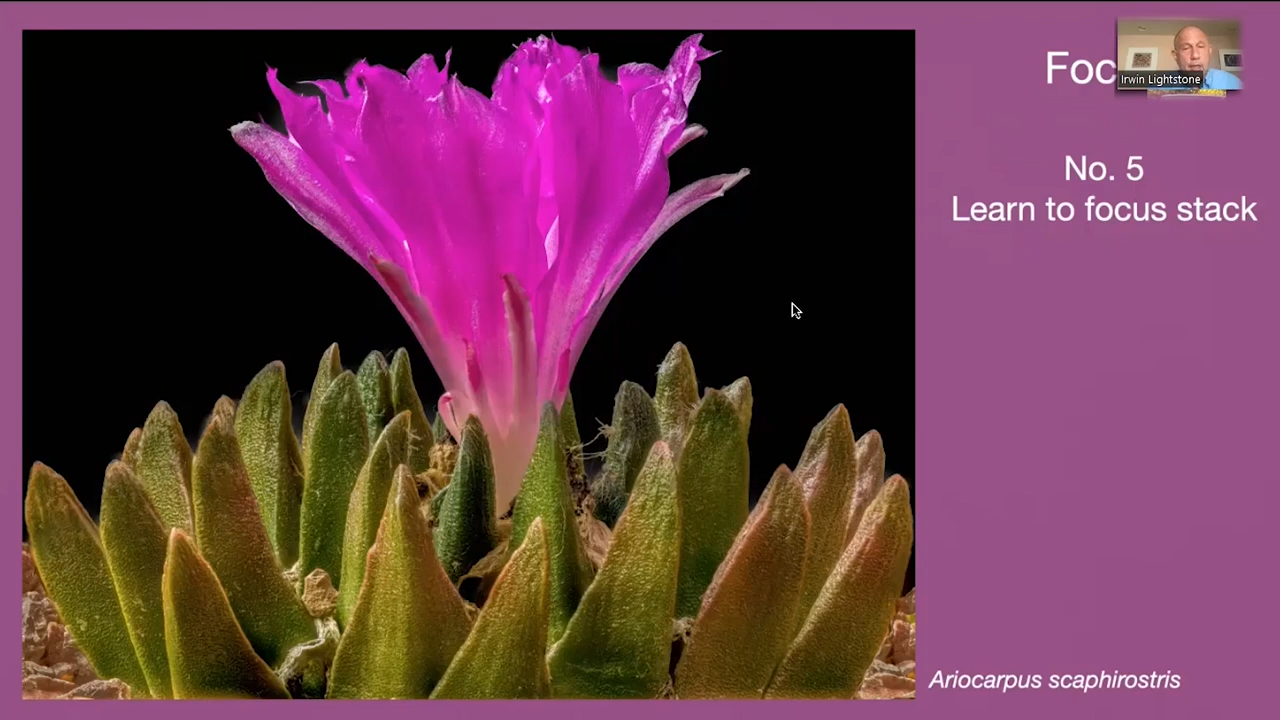 Foc
Irwin Lightstone
No. 5
Learn to focus stack
Ariocarpus scaphirostris